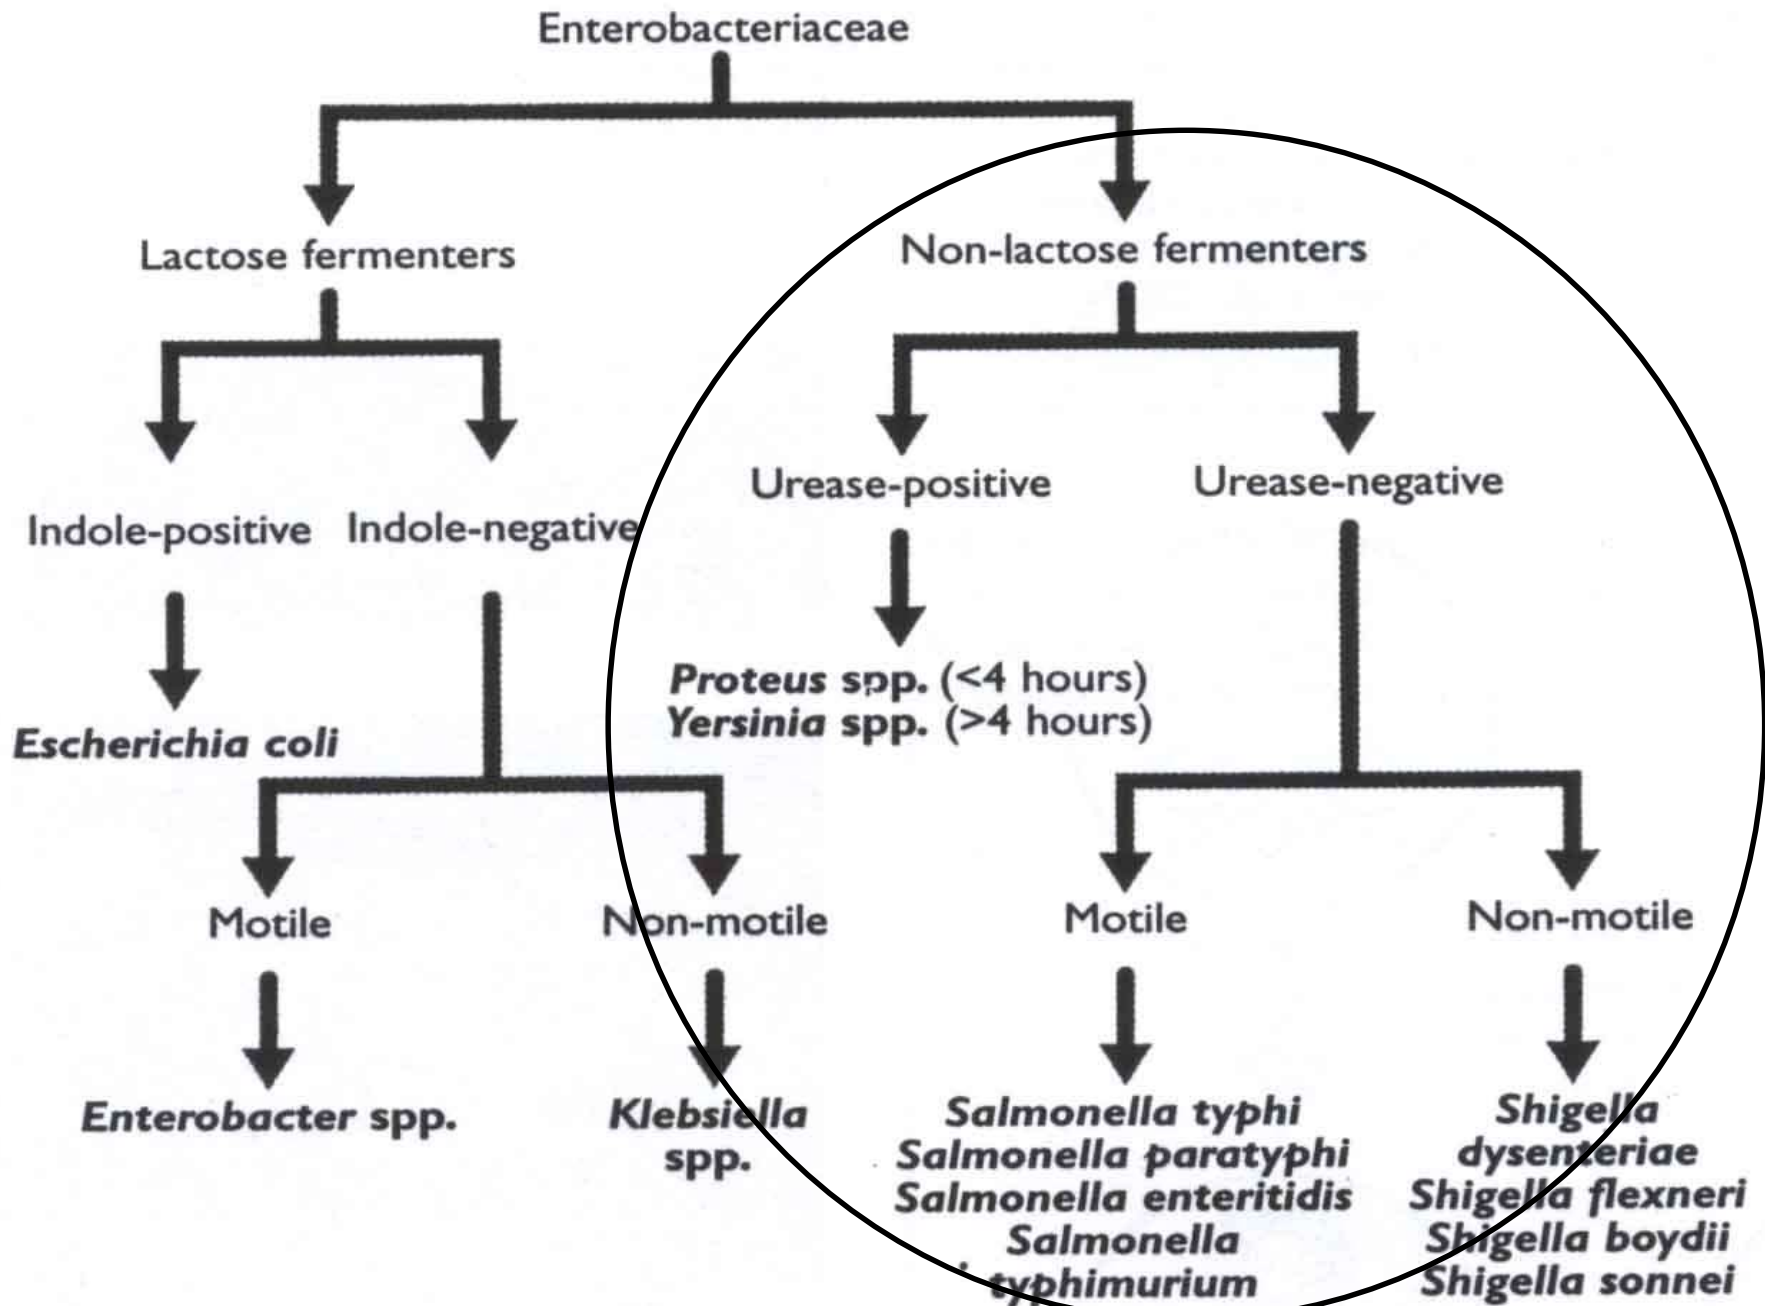 Enterobacteriaceae
Lactose fermenters
Non-lactose fermenters
Urease-positive
Urease-negative
Indole-positive
Indole-negative
Proteus spp. (<4 hours)
Yersinia spp. (>4 hours)
Escherichia coli
Motile
Non-motile
Motile
Non-motile
Enterobacter spp.
Klebsiella
spp.
Salmonella typhi
Salmonella paratyphi
Salmonella enteritidis
Salmonella
typhimurium
Shigella
dysenteriae
Shigella flexneri
Shigella boydii
Shigella sonnei